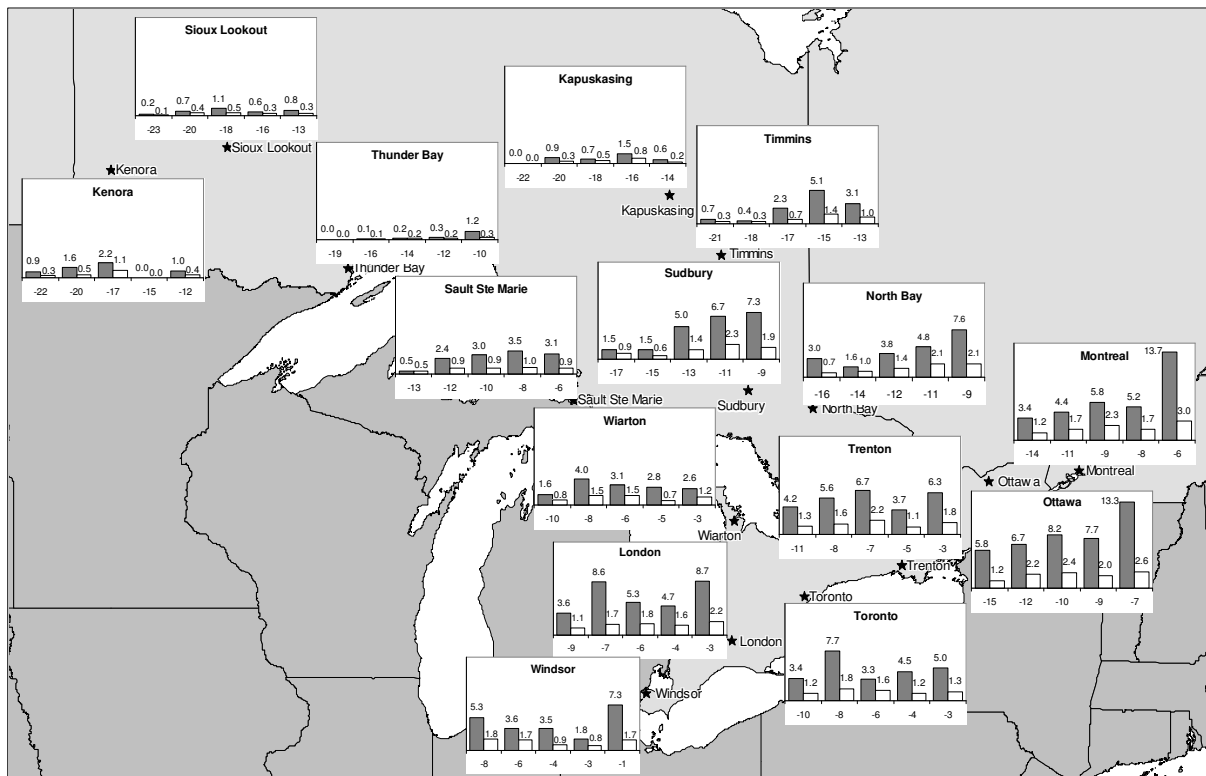 Sioux Lookout
0.2 0.1 0.7 0.4 1.1 0.5 0.6 0.3 0.8 0.3
-23 -20 -18 -16 -13
Sioux Lookout
Kapuskasing
0.0 0.0 0.9 0.3 0.7 0.5 1.5 0.8 0.6 0.2
-22 -20 -18 -16 -14
Kapuskasing
Timmins
0.7 0.3 0.4 0.3 2.3 0.7 5.1 1.4 3.1 1.0
-21 -18 -17 -15 -13
Timmins
Thunder Bay
0.0 0.0 0.1 0.1 0.2 0.2 0.3 0.2 1.2 0.3
-19 -16 -14 -12 -10
Thunder Bay
Kenora
Kenora
0.9 0.3 1.6 0.5 2.2 1.1 0.0 0.0 1.0 0.4
-22 -20 -17 -15 -12
Sault Ste Marie
0.5 0.5 2.4 0.9 3.0 0.9 3.5 1.0 3.1 0.9
-13 -12 -10 -8 -6
Sault Ste Marie
Sudbury
1.5 0.9 1.5 0.6 5.0 1.4 6.7 2.3 7.3 1.9
-17 -15 -13 -11 -9
Sudbury
North Bay
3.0 0.7 1.6 1.0 3.8 1.4 4.8 2.1 7.6 2.1
-16 -14 -12 -11 -9
North Bay
Montreal
3.4 1.2 4.4 1.7 5.8 2.3 5.2 1.7 13.7 3.0
-14 -11 -9 -8 -6
Montreal
Wiarton
1.6 0.8 4.0 1.5 3.1 1.5 2.8 0.7 2.6 1.2
-10 -8 -6 -5 -3
Wiarton
Trenton
4.2 1.3 5.6 1.6 6.7 2.2 3.7 1.1 6.3 1.8
-11 -8 -7 -5 -3
Trenton
Ottawa
Ottawa
5.8 1.2 6.7 2.2 8.2 2.4 7.7 2.0 13.3 2.6
-15 -12 -10 -9 -7
London
3.6 1.1 8.6 1.7 5.3 1.8 4.7 1.6 8.7 2.2
-9 -7 -6 -4 -3
London
Toronto
Toronto
3.4 1.2 7.7 1.8 3.3 1.6 4.5 1.2 5.0 1.3
-10 -8 -6 -4 -3
Windsor
5.3 1.8 3.6 1.7 3.5 0.9 1.8 0.8 7.3 1.7
-8 -6 -4 -3 -1
Windsor